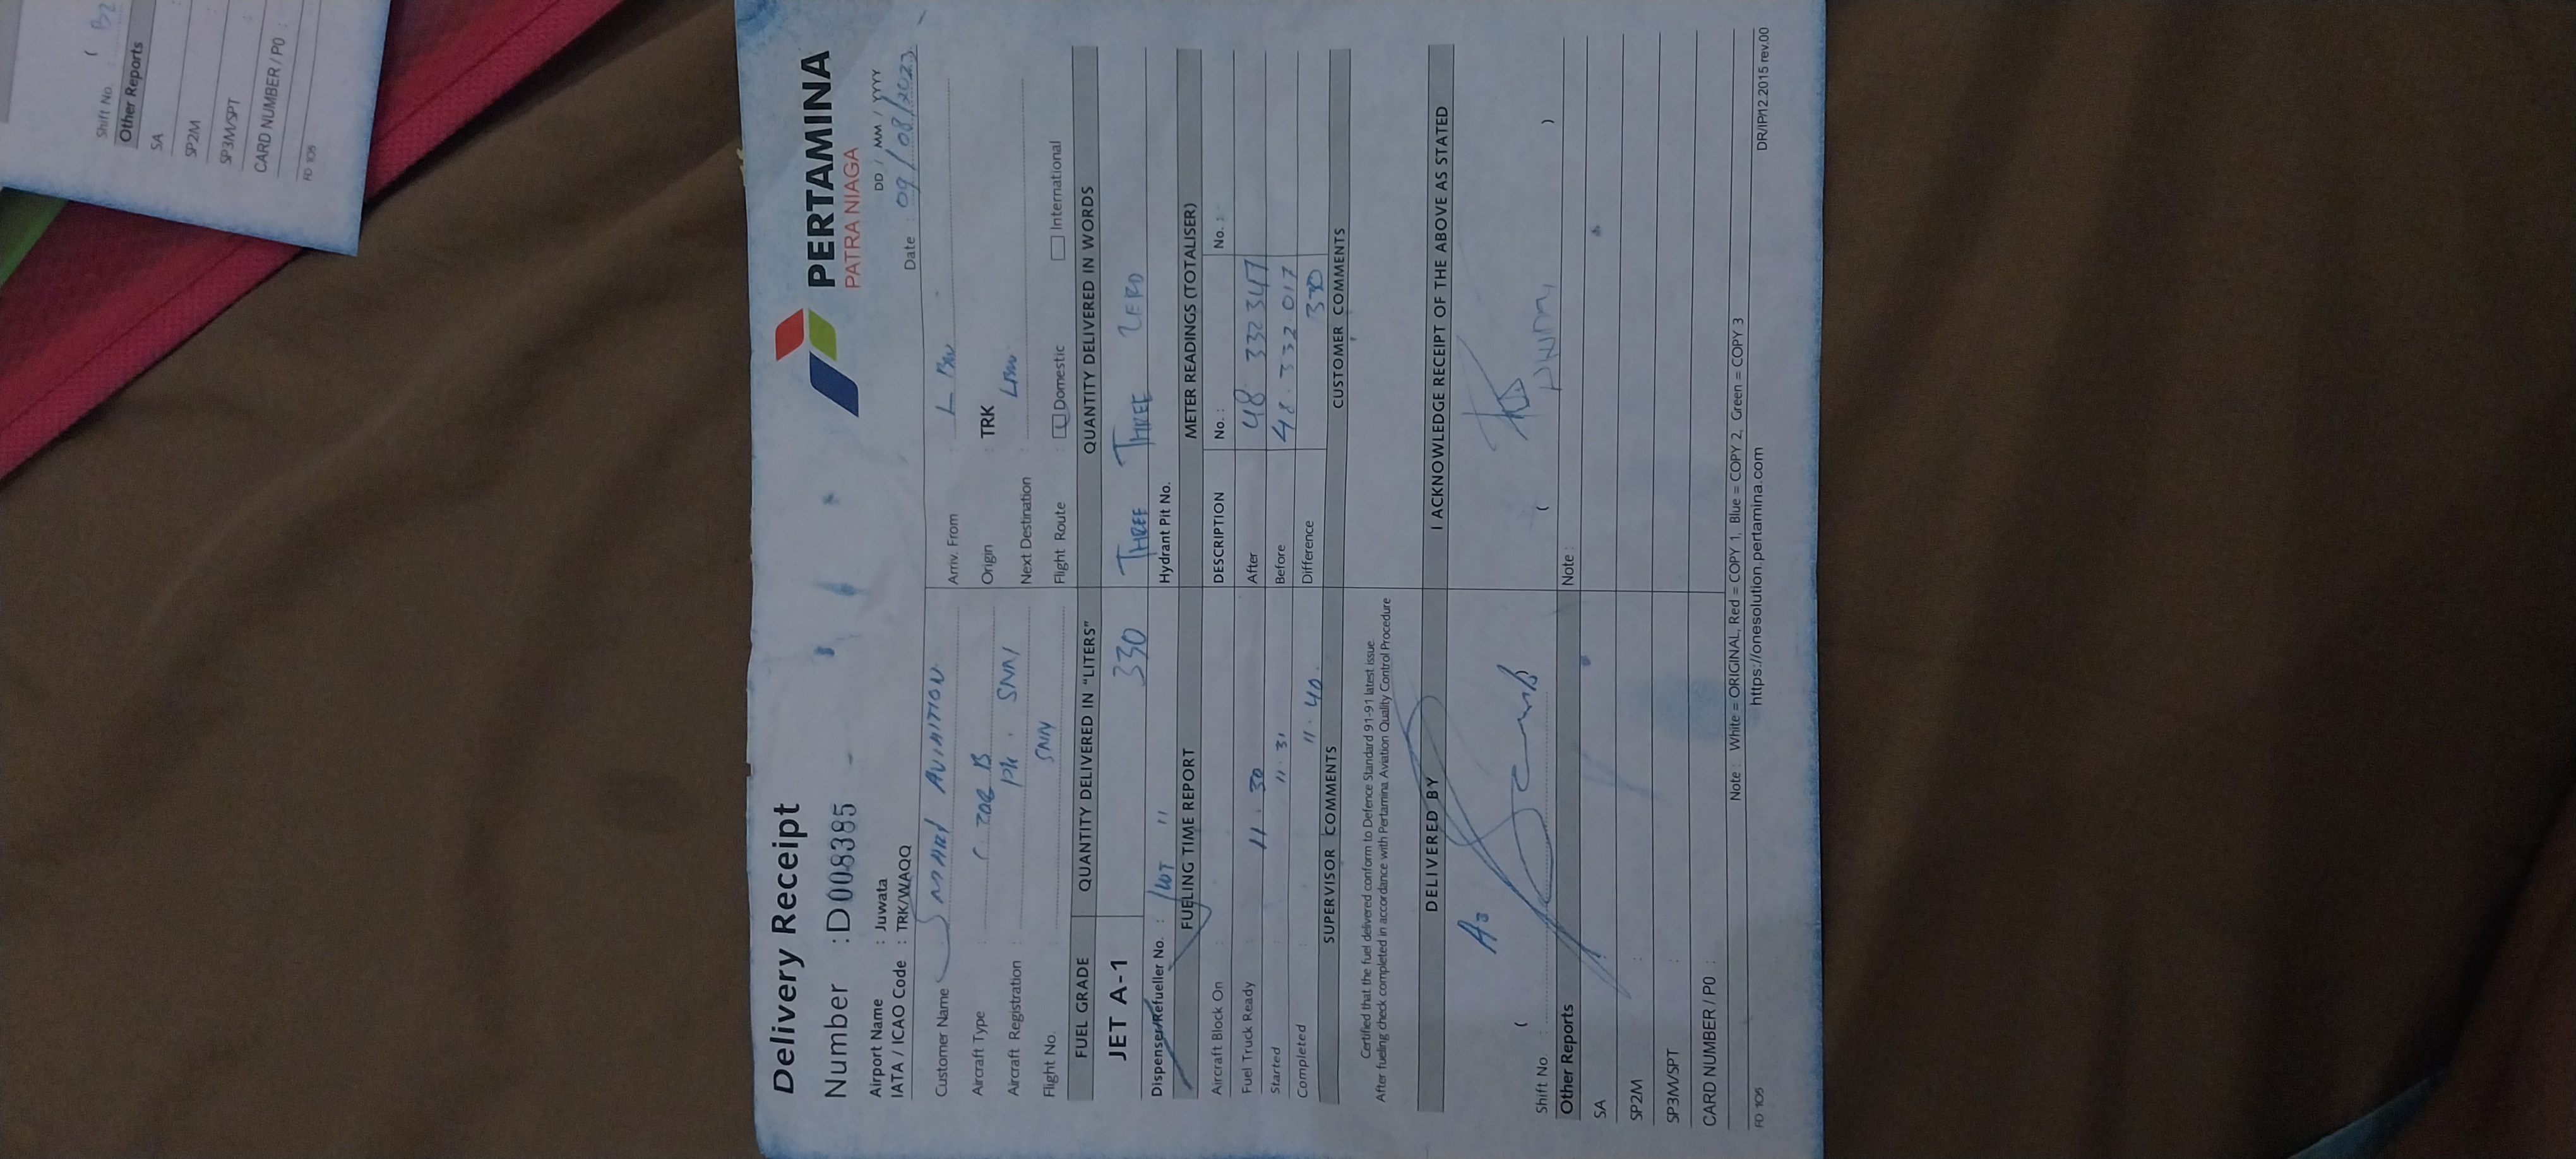 Shift No. (
Other Reports
SA :
SP2M :
SP3M/SPT :
CARD NUMBER / P0 :
FD 106
Delivery Receipt
PERTAMINA
PATRA NIAGA
Number : D008385
Airport Name : Juwata
DD / MM / YYYY
IATA / ICAO Code : TRK/WAQQ
Date : 09/08/2023
Customer Name : SMART AVIATION
Arriv. From : LBW
Aircraft Type : C 208 B
Origin : TRK
Aircraft Registration : PK. SNN
Next Destination : LBW
Flight No. : SNN
Flight Route : Domestic International
FUEL GRADE QUANTITY DELIVERED IN "LITERS" QUANTITY DELIVERED IN WORDS
JET A-1 330 THREE THREE ZERO
Dispenser/Refueller No. : 11
Hydrant Pit No.
FUELING TIME REPORT METER READINGS (TOTALISER)
Aircraft Block On :
DESCRIPTION No. : No. :
Fuel Truck Ready : 11.30
After 48 332 347
Started 11.31
Before 48.332.017
Completed : 11.40
Difference 330
SUPERVISOR COMMENTS CUSTOMER COMMENTS
Certified that the fuel delivered conform to Defence Standard 91-91 latest issue.
After fueling check completed in accordance with Pertamina Aviation Quality Control Procedure
DELIVERED BY I ACKNOWLEDGE RECEIPT OF THE ABOVE AS STATED
Shift No. : ( ( )
Other Reports Note :
SA :
SP2M :
SP3M/SPT :
CARD NUMBER / P0 :
Note : White = ORIGINAL, Red = COPY 1, Blue = COPY 2, Green = COPY 3
FD 106 https://onesolution.pertamina.com DR/IP/12.2015 rev.00